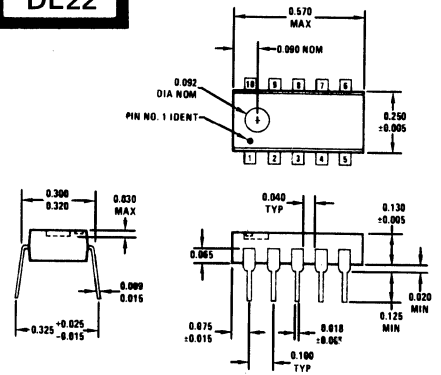 DE22
0.570
MAX
0.090 NOM
0.092
DIA NOM
PIN NO. 1 IDENT
10 9 8 7 6
1 2 3 4 5
0.250
±0.005
0.300
0.320
0.030
MAX
0.009
0.015
0.325 +0.025
-0.015
0.040
TYP
0.130
±0.005
0.065
0.020
MIN
0.125
MIN
0.075
±0.015
0.018
0.100
TYP